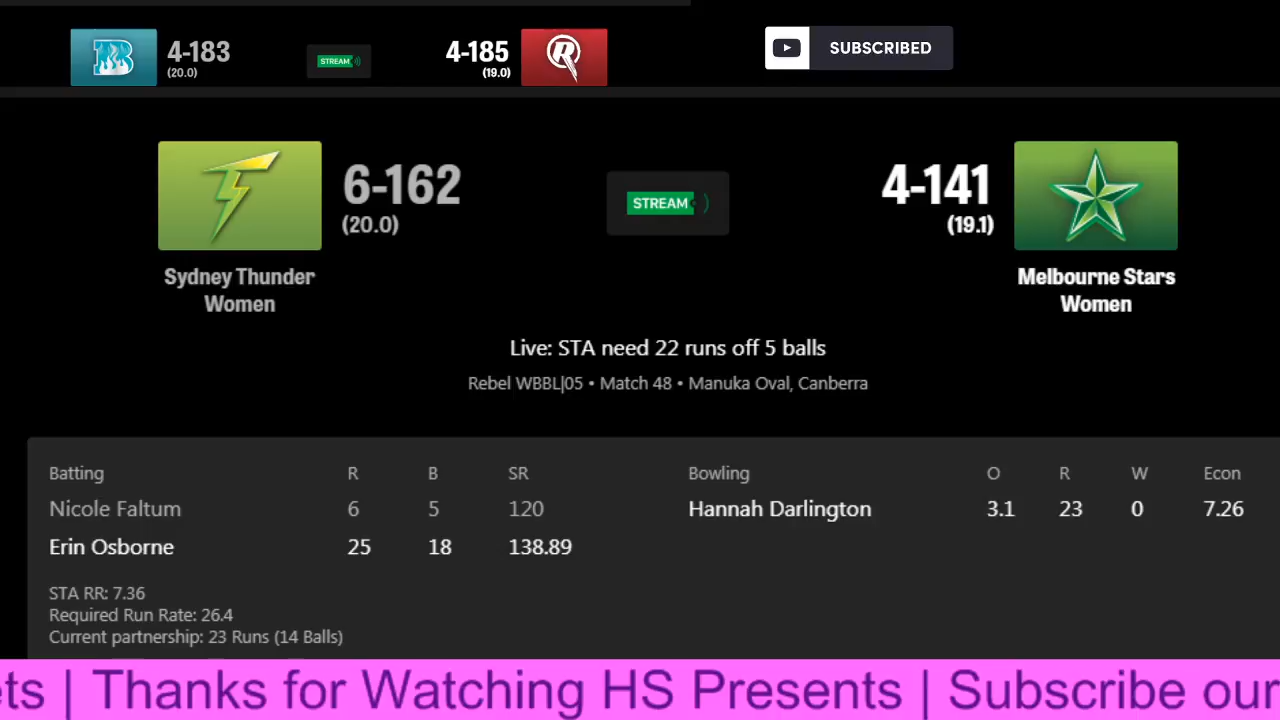 4-183
(20.0)
STREAM
4-185
(19.0)
SUBSCRIBED
6-162
(20.0)
STREAM
4-141
(19.1)
Sydney Thunder
Women
Melbourne Stars
Women
Live: STA need 22 runs off 5 balls
Rebel WBBL|05 • Match 48 • Manuka Oval, Canberra
Batting R B SR
Nicole Faltum 6 5 120
Erin Osborne 25 18 138.89
Bowling O R W Econ
Hannah Darlington 3.1 23 0 7.26
STA RR: 7.36
Required Run Rate: 26.4
Current partnership: 23 Runs (14 Balls)
ets | Thanks for Watching HS Presents | Subscribe our